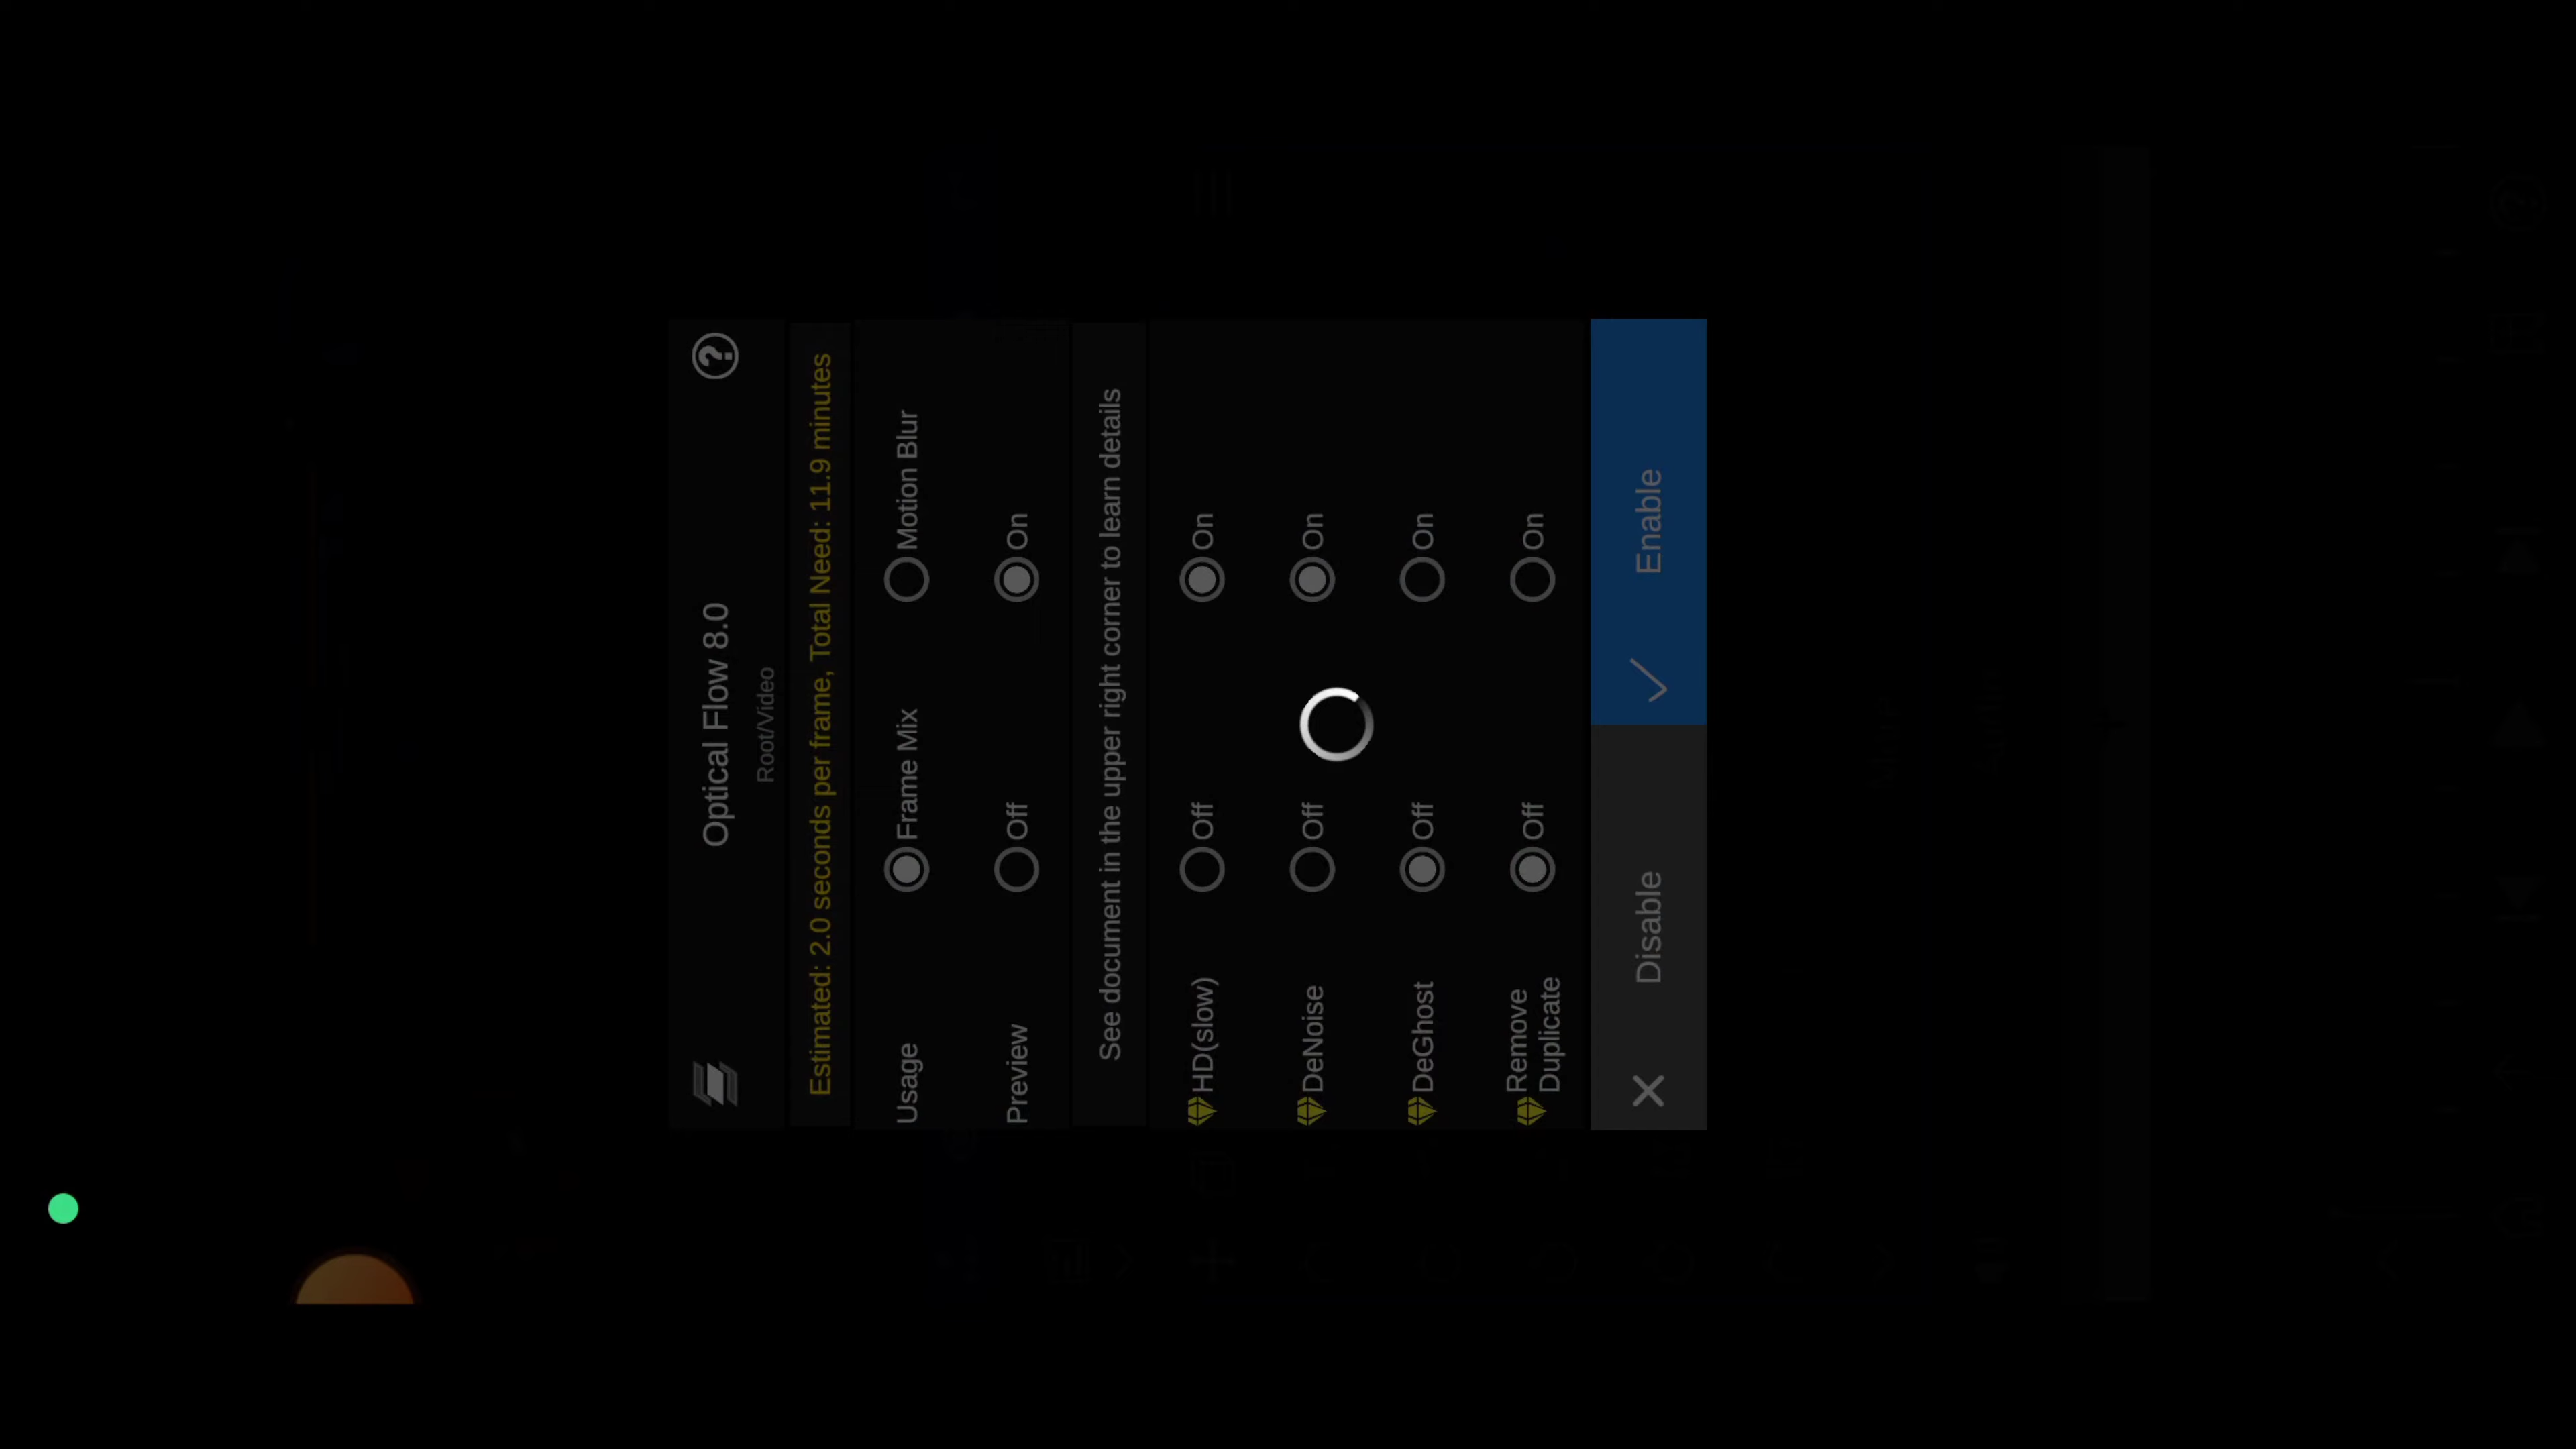 Optical Flow 8.0
Root/Video
Estimated: 2.0 seconds per frame, Total Need: 11.9 minutes
Usage Frame Mix Motion Blur
Preview Off On
See document in the upper right corner to learn details
HD(slow) Off On
DeNoise Off On
DeGhost Off On
Remove Duplicate Off On
Disable Enable